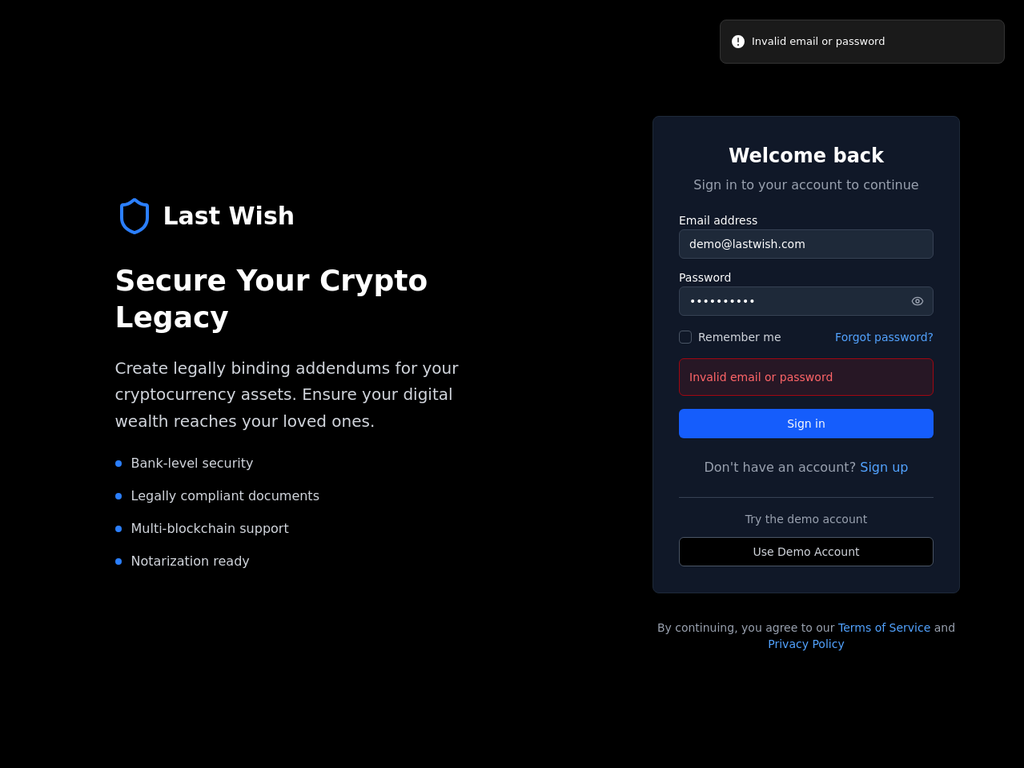 Invalid email or password
Last Wish
Secure Your Crypto
Legacy
Create legally binding addendums for your
cryptocurrency assets. Ensure your digital
wealth reaches your loved ones.
Bank-level security
Legally compliant documents
Multi-blockchain support
Notarization ready
Welcome back
Sign in to your account to continue
Email address
demo@lastwish.com
Password
••••••••••
Remember me
Forgot password?
Invalid email or password
Sign in
Don't have an account? Sign up
Try the demo account
Use Demo Account
By continuing, you agree to our Terms of Service and
Privacy Policy